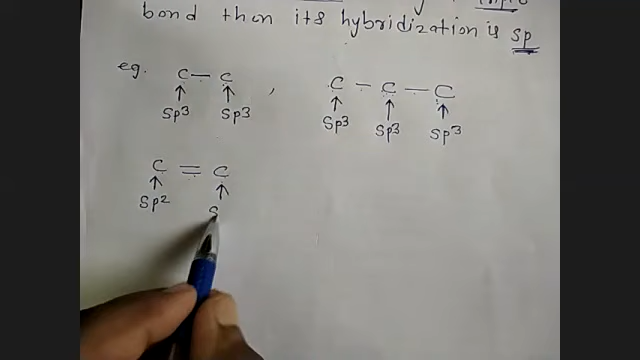 bond then its hybridization is sp
eg. C — C , C — C — C
Sp3 Sp3 Sp3 Sp3 Sp3
C = C
Sp2 S